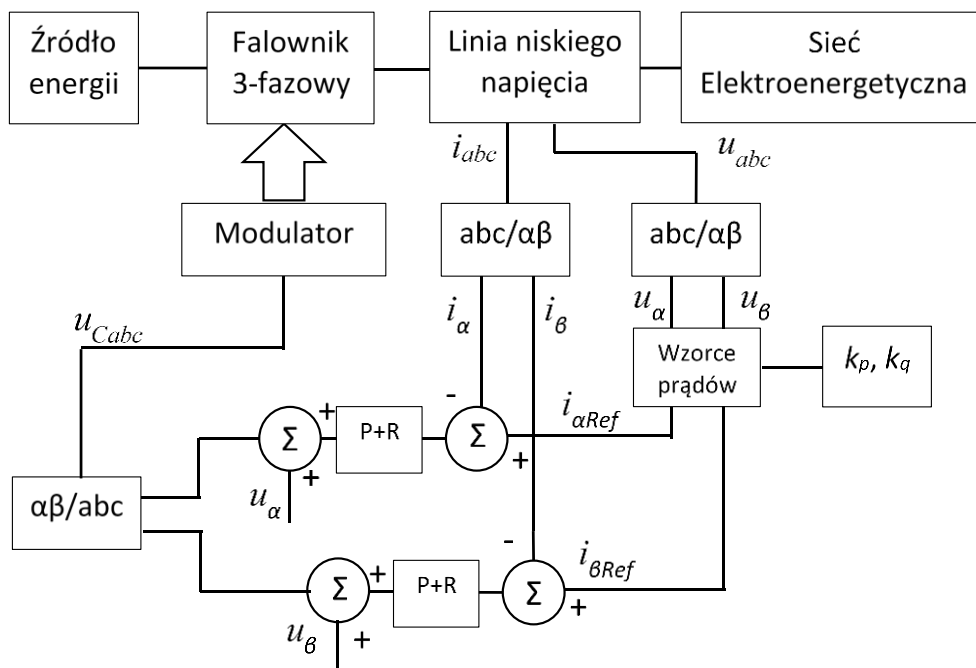 Źródło
energii
Falownik
3-fazowy
Linia niskiego
napięcia
Sieć
Elektroenergetyczna
i_abc
u_abc
Modulator
abc/αβ
abc/αβ
u_Cabc
i_α
i_β
u_α
u_β
Wzorce
prądów
k_p, k_q
-
+
i_αRef
Σ
P+R
Σ
+
+
u_α
αβ/abc
-
i_βRef
Σ
+
P+R
Σ
+
u_β
+